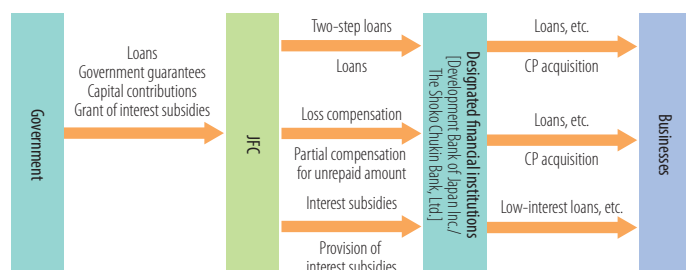 Government
Loans
Government guarantees
Capital contributions
Grant of interest subsidies
JFC
Two-step loans
Loans
Loss compensation
Partial compensation
for unrepaid amount
Interest subsidies
Provision of
interest subsidies
Designated financial institutions
[Development Bank of Japan Inc./
The Shoko Chukin Bank, Ltd.]
Loans, etc.
CP acquisition
Loans, etc.
CP acquisition
Low-interest loans, etc.
Businesses